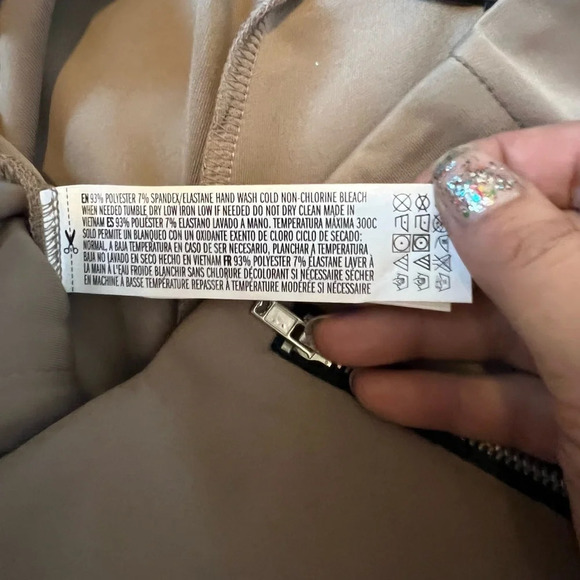 EN 93% POLYESTER 7% SPANDEX/ELASTANE HAND WASH COLD NON-CHLORINE BLEACH
WHEN NEEDED TUMBLE DRY LOW IRON LOW IF NEEDED DO NOT DRY CLEAN MADE IN
VIETNAM ES 93% POLIÉSTER 7% ELASTANO LAVADO A MANO. TEMPERATURA MÁXIMA 300C
SOLO PERMITE UN BLANQUEO CON UN OXIDANTE EXENTO DE CLORO CICLO DE SECADO:
NORMAL, A BAJA TEMPERATURA EN CASO DE SER NECESARIO, PLANCHAR A TEMPERATURA
BAJA NO LAVADO EN SECO HECHO EN VIETNAM FR 93% POLYESTER 7% ÉLASTANE LAVER À
LA MAIN À L'EAU FROIDE BLANCHIR SANS CHLORURE DÉCOLORANT SI NÉCESSAIRE SÉCHER
EN MACHINE À BASSE TEMPÉRATURE REPASSER À TEMPÉRATURE MODÉRÉE SI NÉCESSAIRE